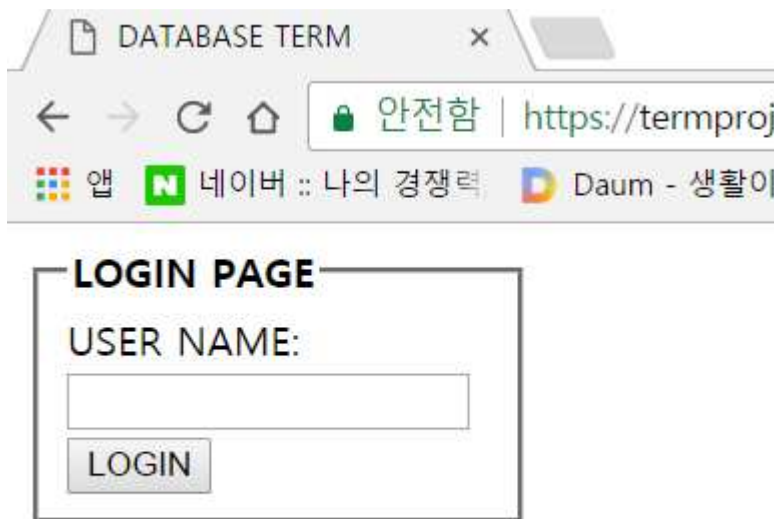 DATABASE TERM
안전함 | https://termproj
앱 N 네이버 :: 나의 경쟁력 Daum - 생활이
LOGIN PAGE
USER NAME:
LOGIN